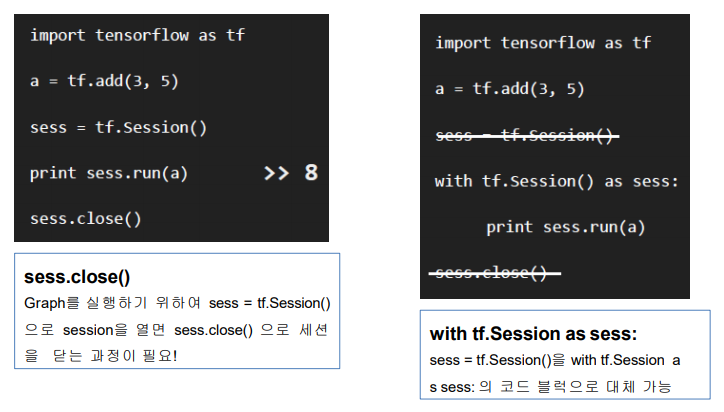 import tensorflow as tf
a = tf.add(3, 5)
sess = tf.Session()
print sess.run(a) >> 8
sess.close()
sess.close()
Graph를 실행하기 위하여 sess = tf.Session()
으로 session을 열면 sess.close() 으로 세션
을 닫는 과정이 필요!
import tensorflow as tf
a = tf.add(3, 5)
sess = tf.Session()
with tf.Session() as sess:
print sess.run(a)
sess.close()
with tf.Session as sess:
sess = tf.Session()을 with tf.Session a
s sess: 의 코드 블럭으로 대체 가능